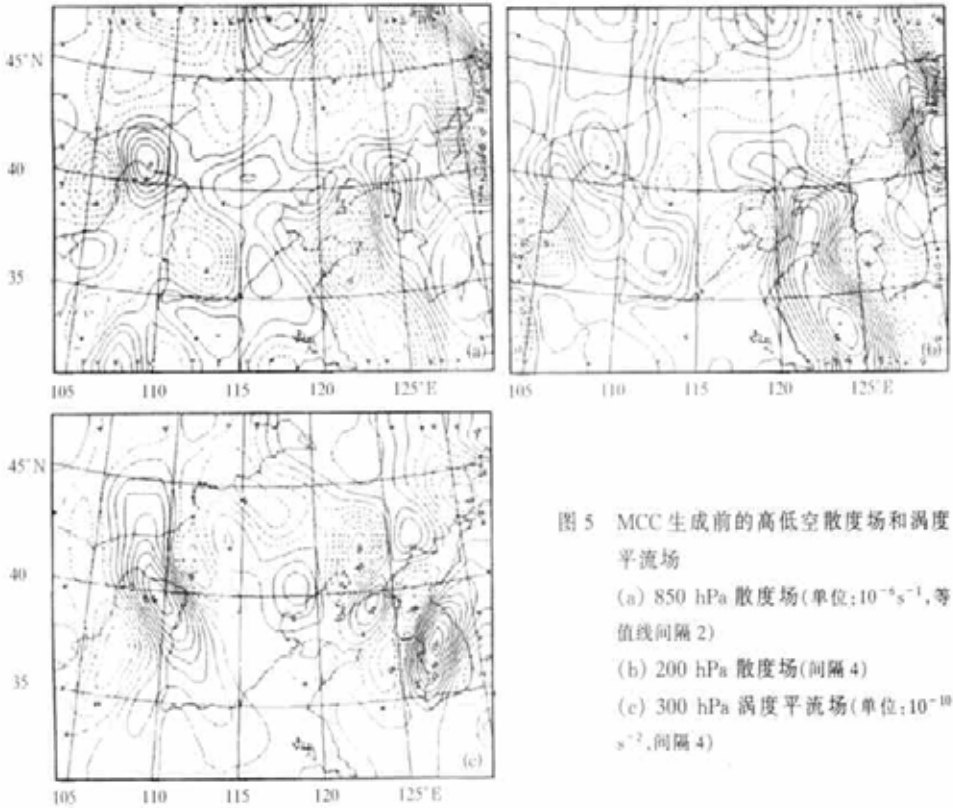 45°N
40
35
(a)
(b)
105 110 115 120 125°E
110 115 120 125°E
45°N
40
35
(c)
105 110 115 120 125°E
图 5 MCC 生成前的高低空散度场和涡度
平流场
(a) 850 hPa 散度场(单位:10⁻⁶s⁻¹,等
值线间隔 2)
(b) 200 hPa 散度场(间隔 4)
(c) 300 hPa 涡度平流场(单位:10⁻¹⁰
s⁻²,间隔 4)